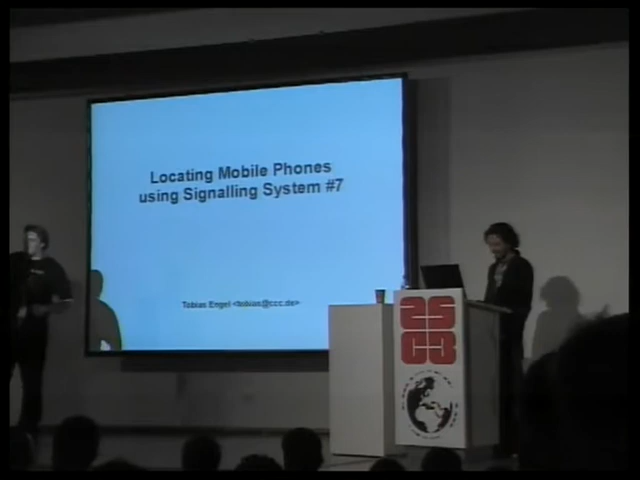 Locating Mobile Phones
using Signalling System #7
Tobias Engel <tobias@ccc.de>
25
C3